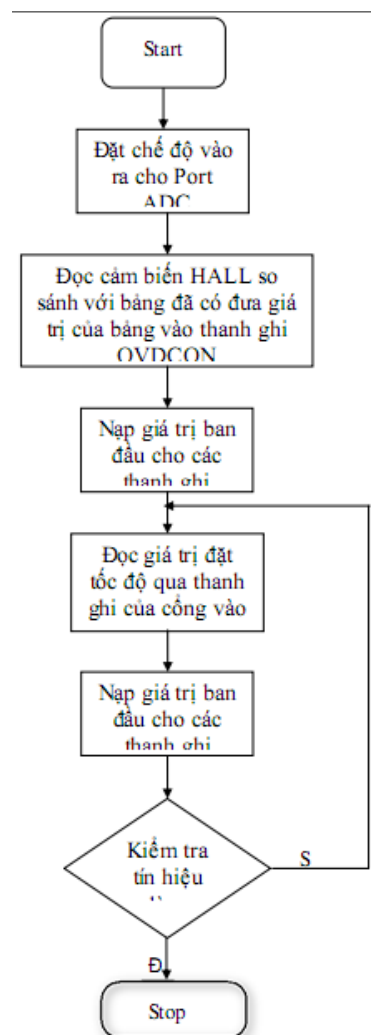 Start
Đặt chế độ vào
ra cho Port
ADC
Đọc cảm biến HALL so
sánh với bảng đã có đưa giá
trị của bảng vào thanh ghi
OVDCON
Nạp giá trị ban
đầu cho các
thanh ghi
Đọc giá trị đặt
tốc độ qua thanh
ghi của cổng vào
Nạp giá trị ban
đầu cho các
thanh ghi
Kiểm tra
tín hiệu
S
Đ
Stop